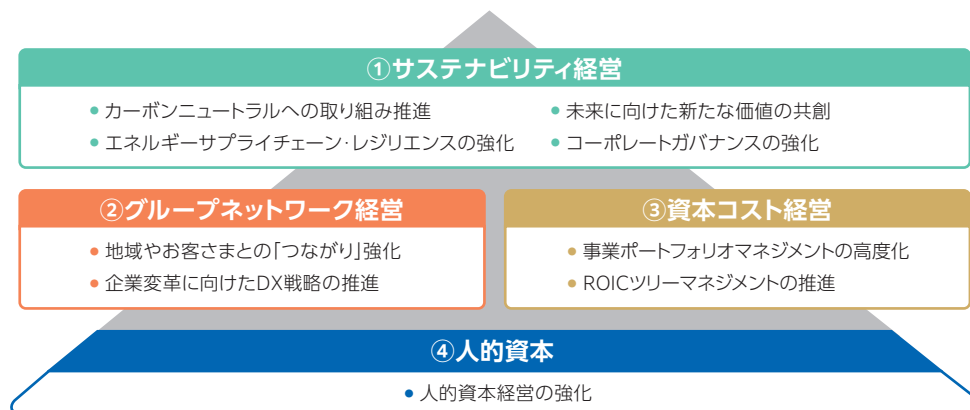 ①サステナビリティ経営
• カーボンニュートラルへの取り組み推進
• エネルギーサプライチェーン・レジリエンスの強化
• 未来に向けた新たな価値の共創
• コーポレートガバナンスの強化
②グループネットワーク経営
• 地域やお客さまとの「つながり」強化
• 企業変革に向けたDX戦略の推進
③資本コスト経営
• 事業ポートフォリオマネジメントの高度化
• ROICツリーマネジメントの推進
④人的資本
• 人的資本経営の強化